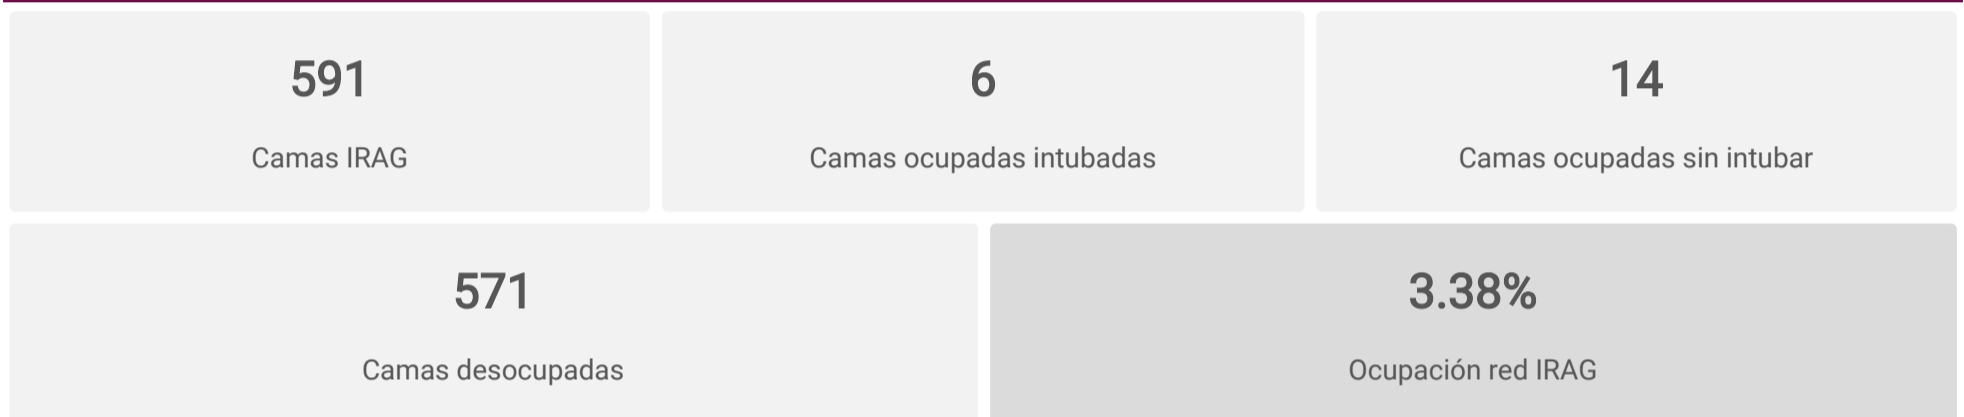 591
Camas IRAG
6
Camas ocupadas intubadas
14
Camas ocupadas sin intubar
571
Camas desocupadas
3.38%
Ocupación red IRAG